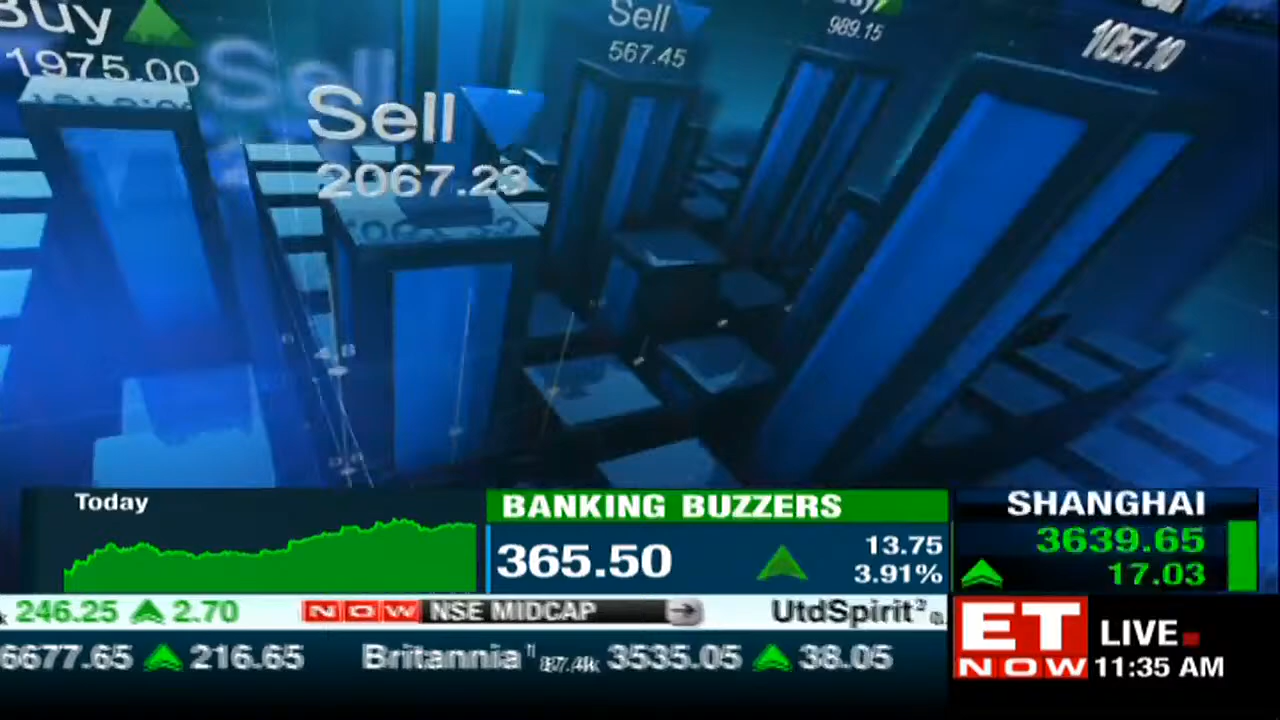 Buy
1975.00
Sell
Sell
2067.23
Sell
567.45
989.15
1057.10
Today
BANKING BUZZERS
365.50
13.75
3.91%
SHANGHAI
3639.65
17.03
246.25 2.70
NOW NSE MIDCAP
UtdSpirit²
6677.65 216.65 Britannia 3535.05 38.05
ET
NOW
LIVE
11:35 AM